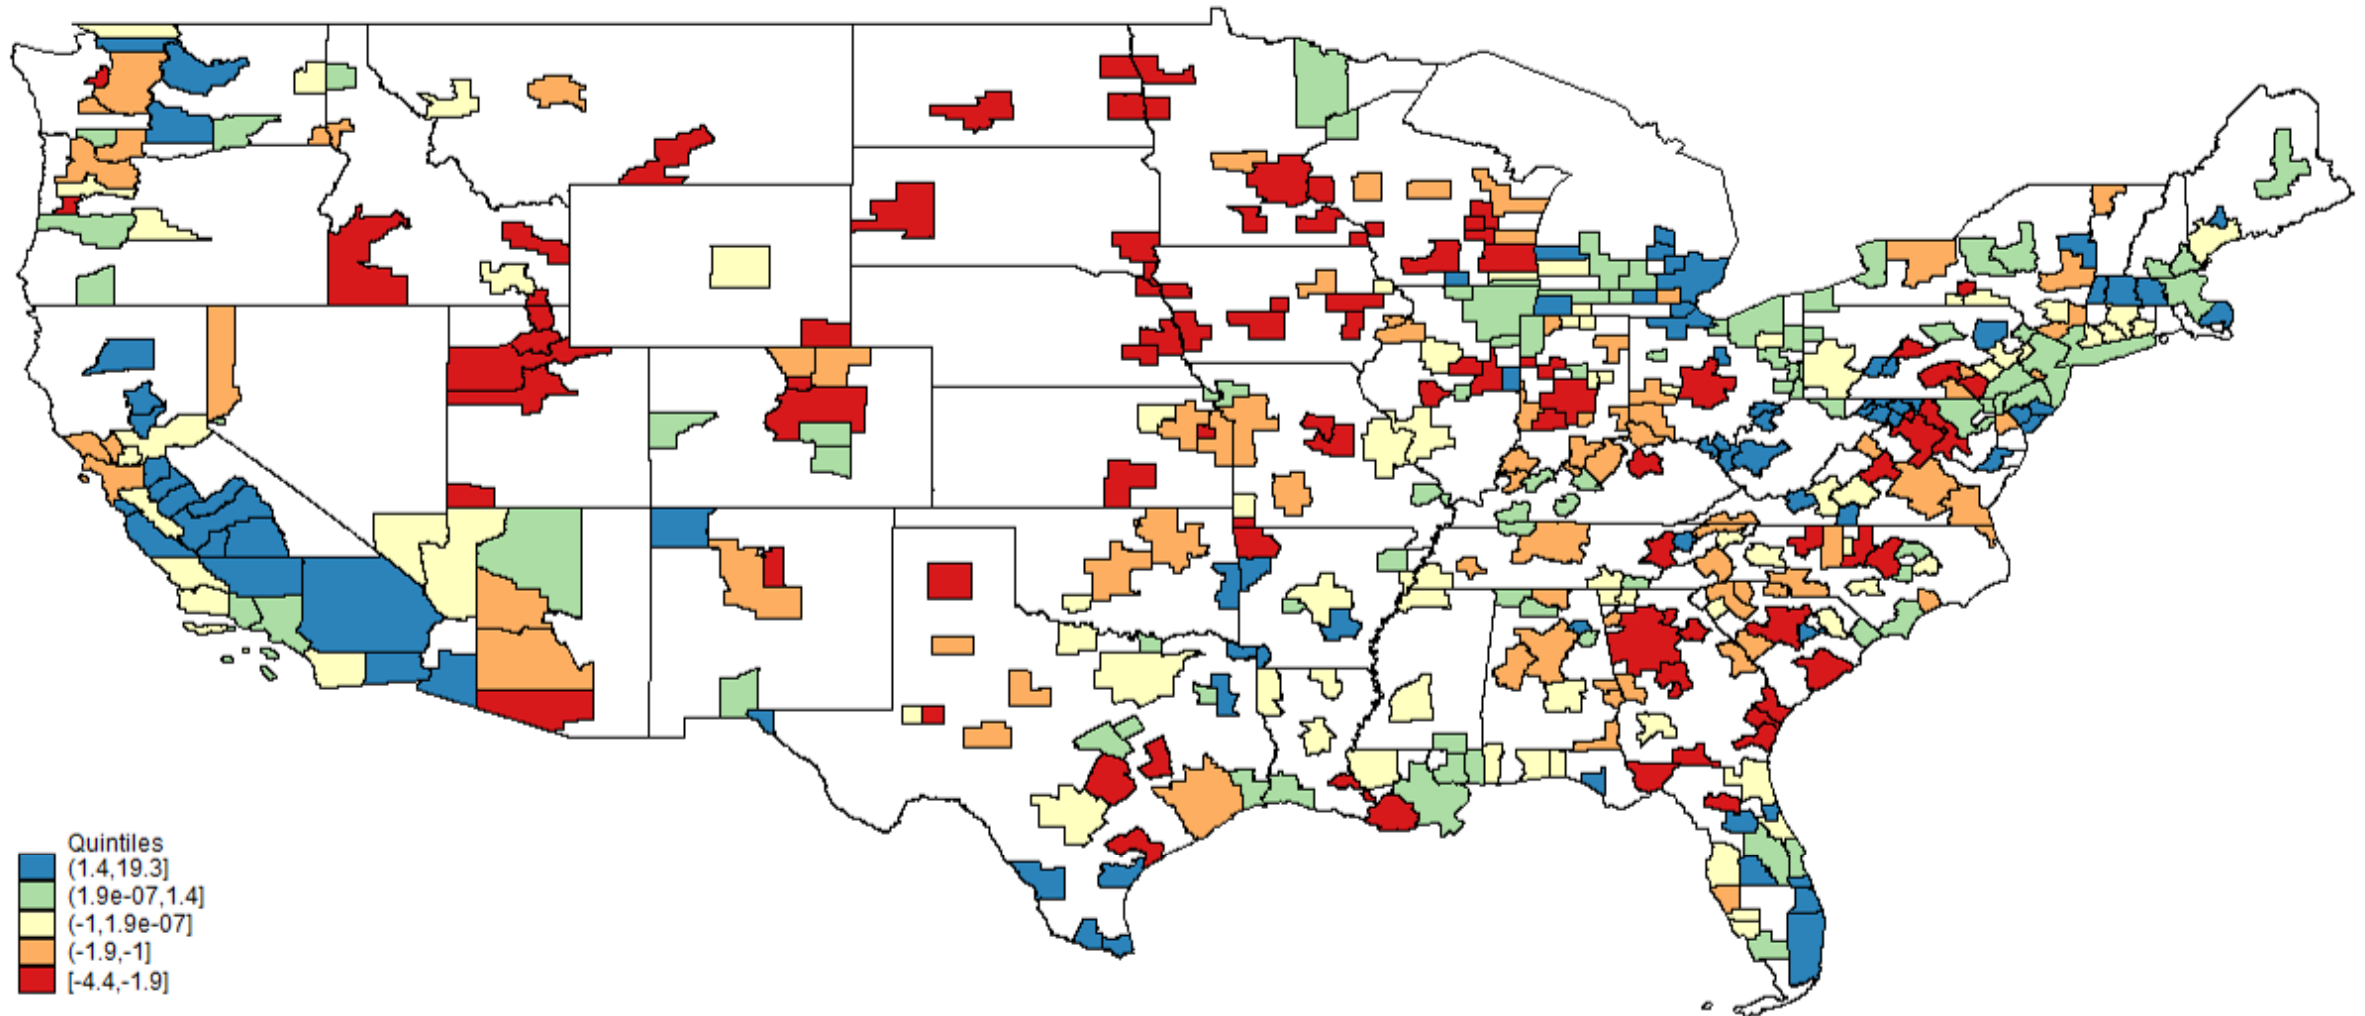 Quintiles
(1.4,19.3]
(1.9e-07,1.4]
(-1,1.9e-07]
(-1.9,-1]
[-4.4,-1.9]